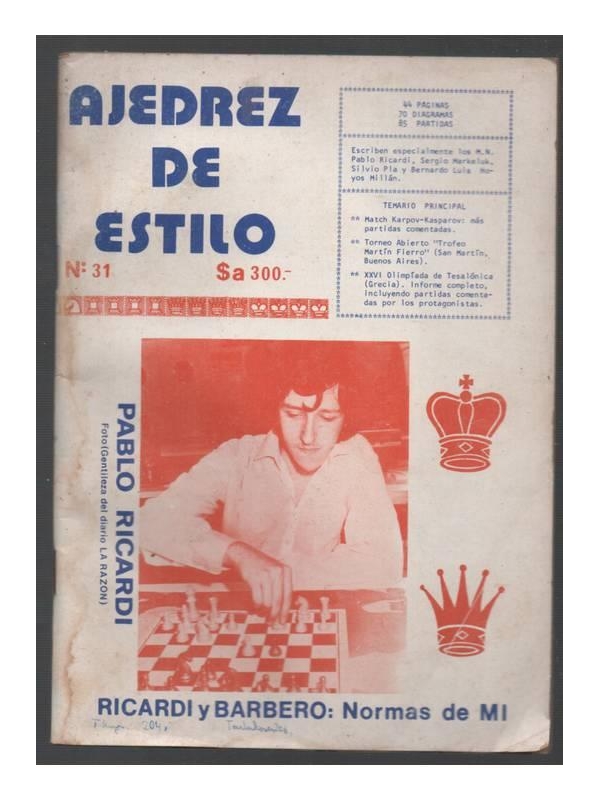 AJEDREZ
DE
ESTILO
Nº 31
$a 300.-
44 PAGINAS
70 DIAGRAMAS
85 PARTIDAS
Escriben especialmente los M.N.
Pablo Ricardi, Sergio Markeluk,
Silvio Pla y Bernardo Luis Ho-
yos Millán.
TEMARIO PRINCIPAL
** Match Karpov-Kasparov: más
partidas comentadas.
** Torneo Abierto "Trofeo
Martín Fierro" (San Martín,
Buenos Aires).
** XXVI Olimpíada de Tesalónica
(Grecia). Informe completo,
incluyendo partidas comenta-
das por los protagonistas.
PABLO RICARDI
Foto (Gentileza del diario LA RAZON)
RICARDI y BARBERO: Normas de MI
204,